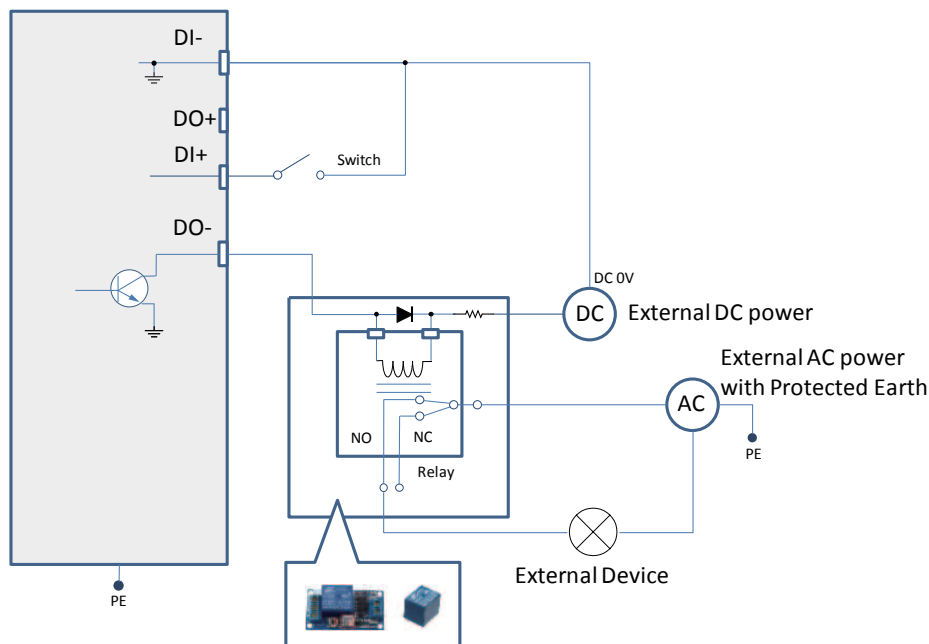 DI-
DO+
DI+
Switch
DO-
DC 0V
DC
External DC power
External AC power
with Protected Earth
AC
PE
NO
NC
Relay
External Device
PE